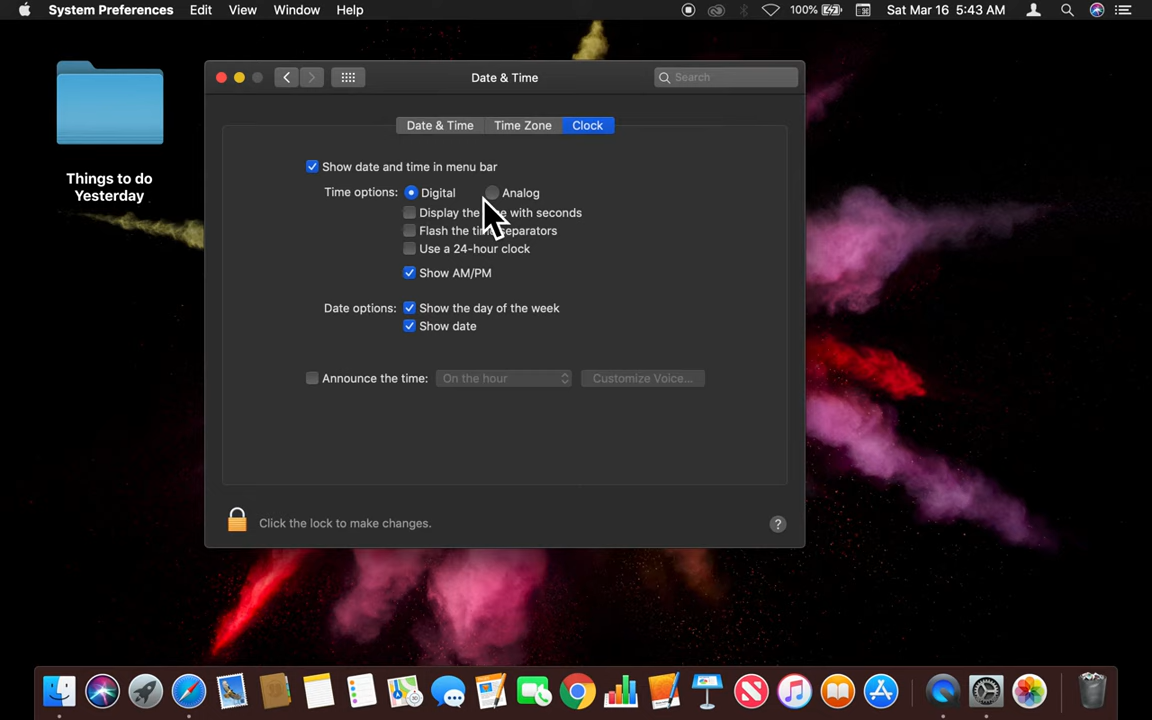 System Preferences Edit View Window Help 100% Sat Mar 16 5:43 AM
Date & Time
Search
Date & Time Time Zone Clock
Show date and time in menu bar
Time options: Digital Analog
Display the with seconds
Flash the time separators
Use a 24-hour clock
Show AM/PM
Date options: Show the day of the week
Show date
Announce the time: On the hour Customize Voice...
Click the lock to make changes. ?
Things to do
Yesterday